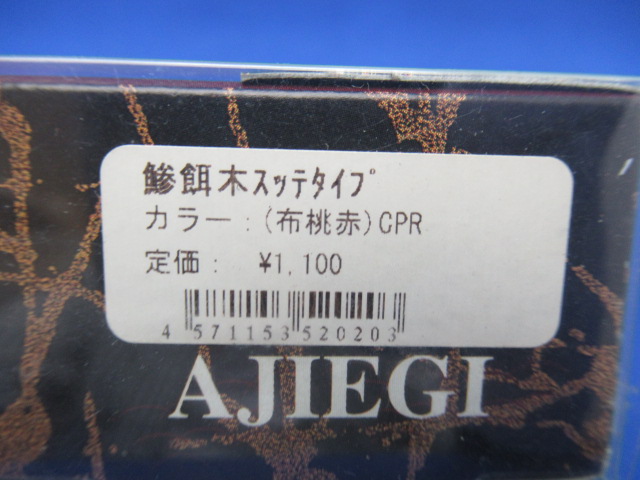 鯵餌木ｽｯﾃﾀｲﾌﾟ
カラー：(布桃赤)CPR
定価： ¥1,100
4 571153 520203
AJIEGI